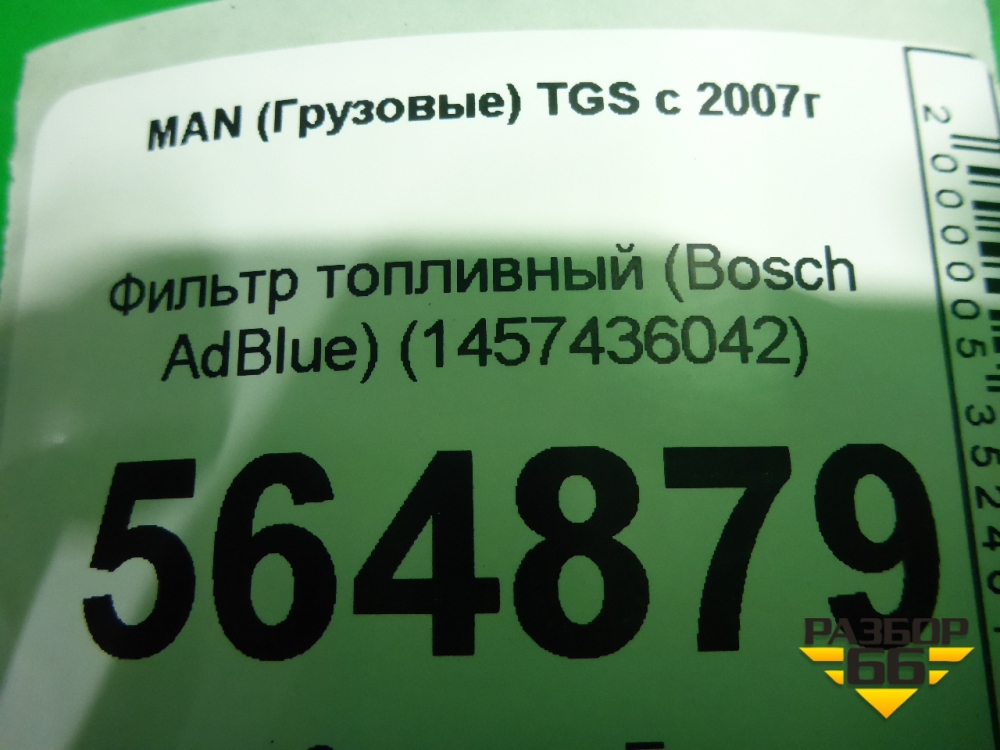 MAN (Грузовые) TGS с 2007г
Фильтр топливный (Bosch
AdBlue) (1457436042)
564879
РАЗБОР
66